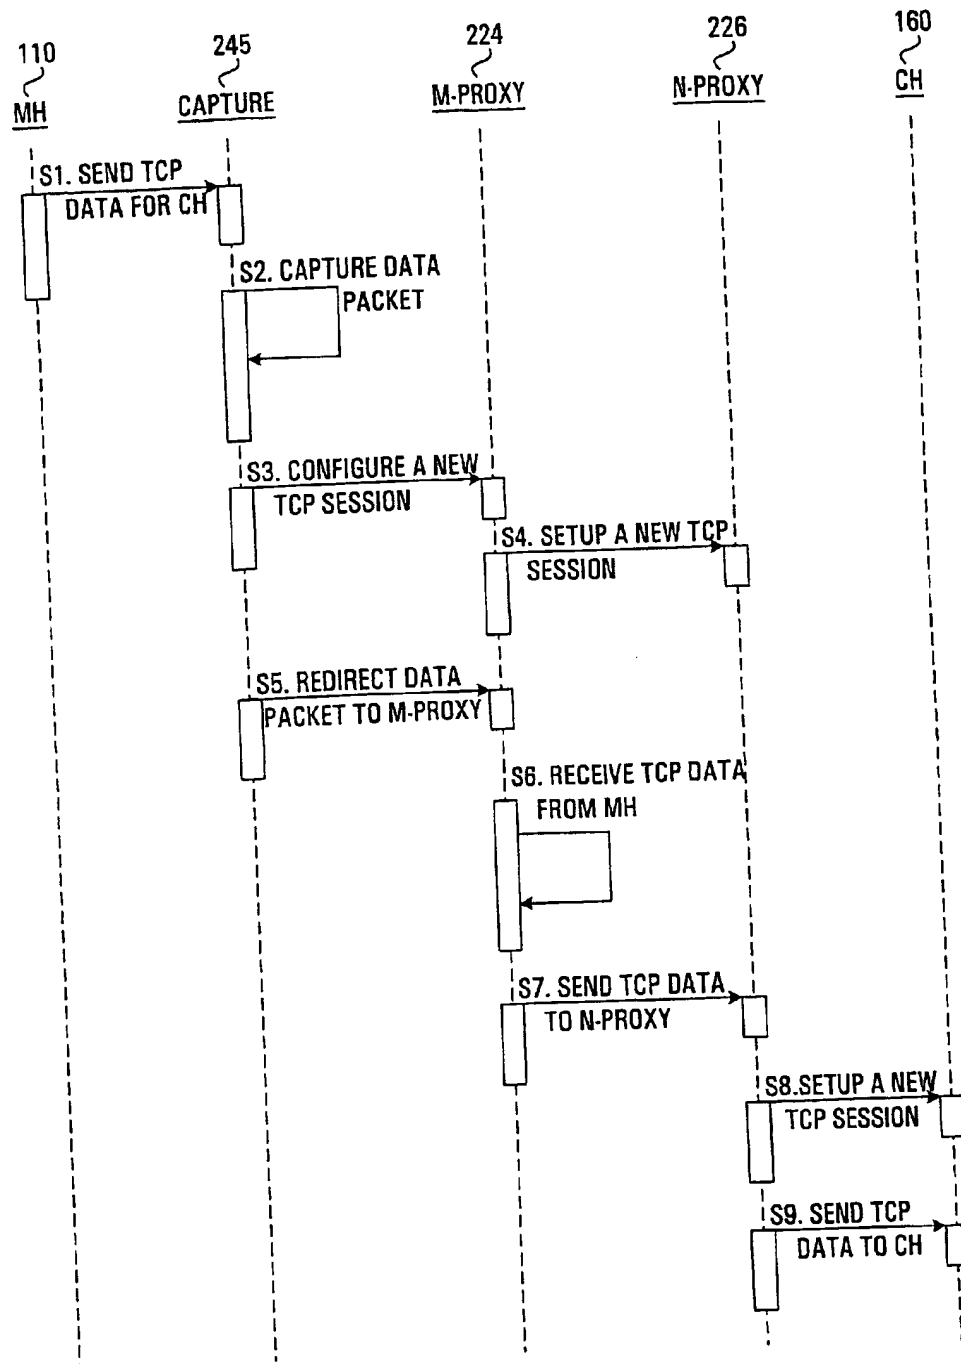 110
245
224
226
160
MH
CAPTURE
M-PROXY
N-PROXY
CH
S1. SEND TCP
DATA FOR CH
S2. CAPTURE DATA
PACKET
S3. CONFIGURE A NEW
TCP SESSION
S4. SETUP A NEW TCP
SESSION
S5. REDIRECT DATA
PACKET TO M-PROXY
S6. RECEIVE TCP DATA
FROM MH
S7. SEND TCP DATA
TO N-PROXY
S8.SETUP A NEW
TCP SESSION
S9. SEND TCP
DATA TO CH